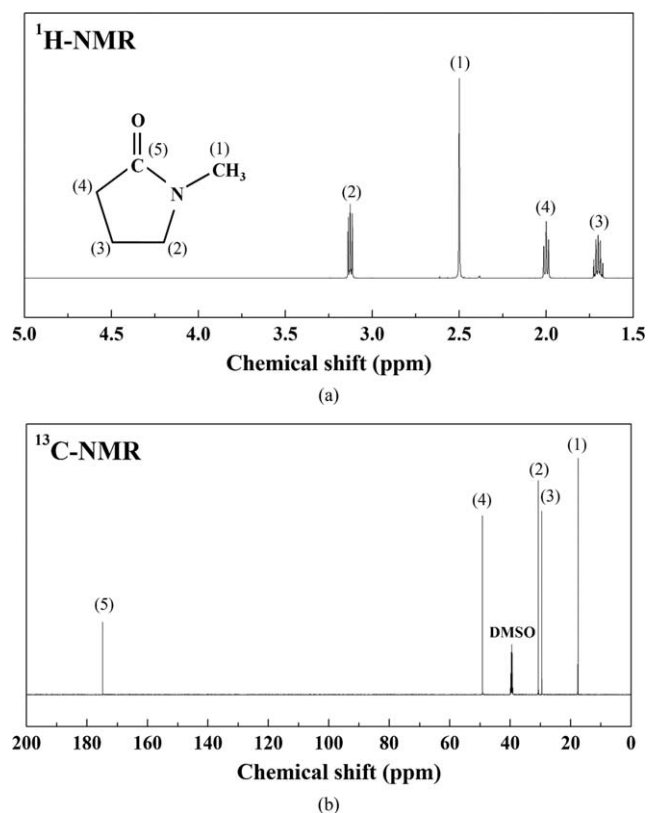 ¹H-NMR
(1)
O
(5)
(1)
C
CH₃
(4)
N
(3)
(2)
(2)
(4)
(3)
5.0 4.5 4.0 3.5 3.0 2.5 2.0 1.5
Chemical shift (ppm)
(a)
¹³C-NMR
(1)
(2)
(3)
(4)
DMSO
(5)
200 180 160 140 120 100 80 60 40 20 0
Chemical shift (ppm)
(b)